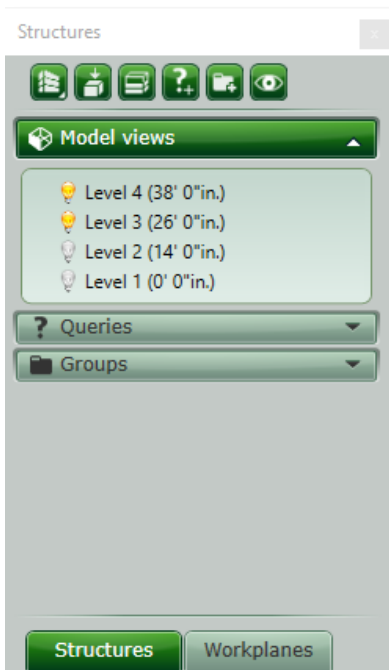 Structures
x
Model views
Level 4 (38' 0"in.)
Level 3 (26' 0"in.)
Level 2 (14' 0"in.)
Level 1 (0' 0"in.)
? Queries
Groups
Structures Workplanes